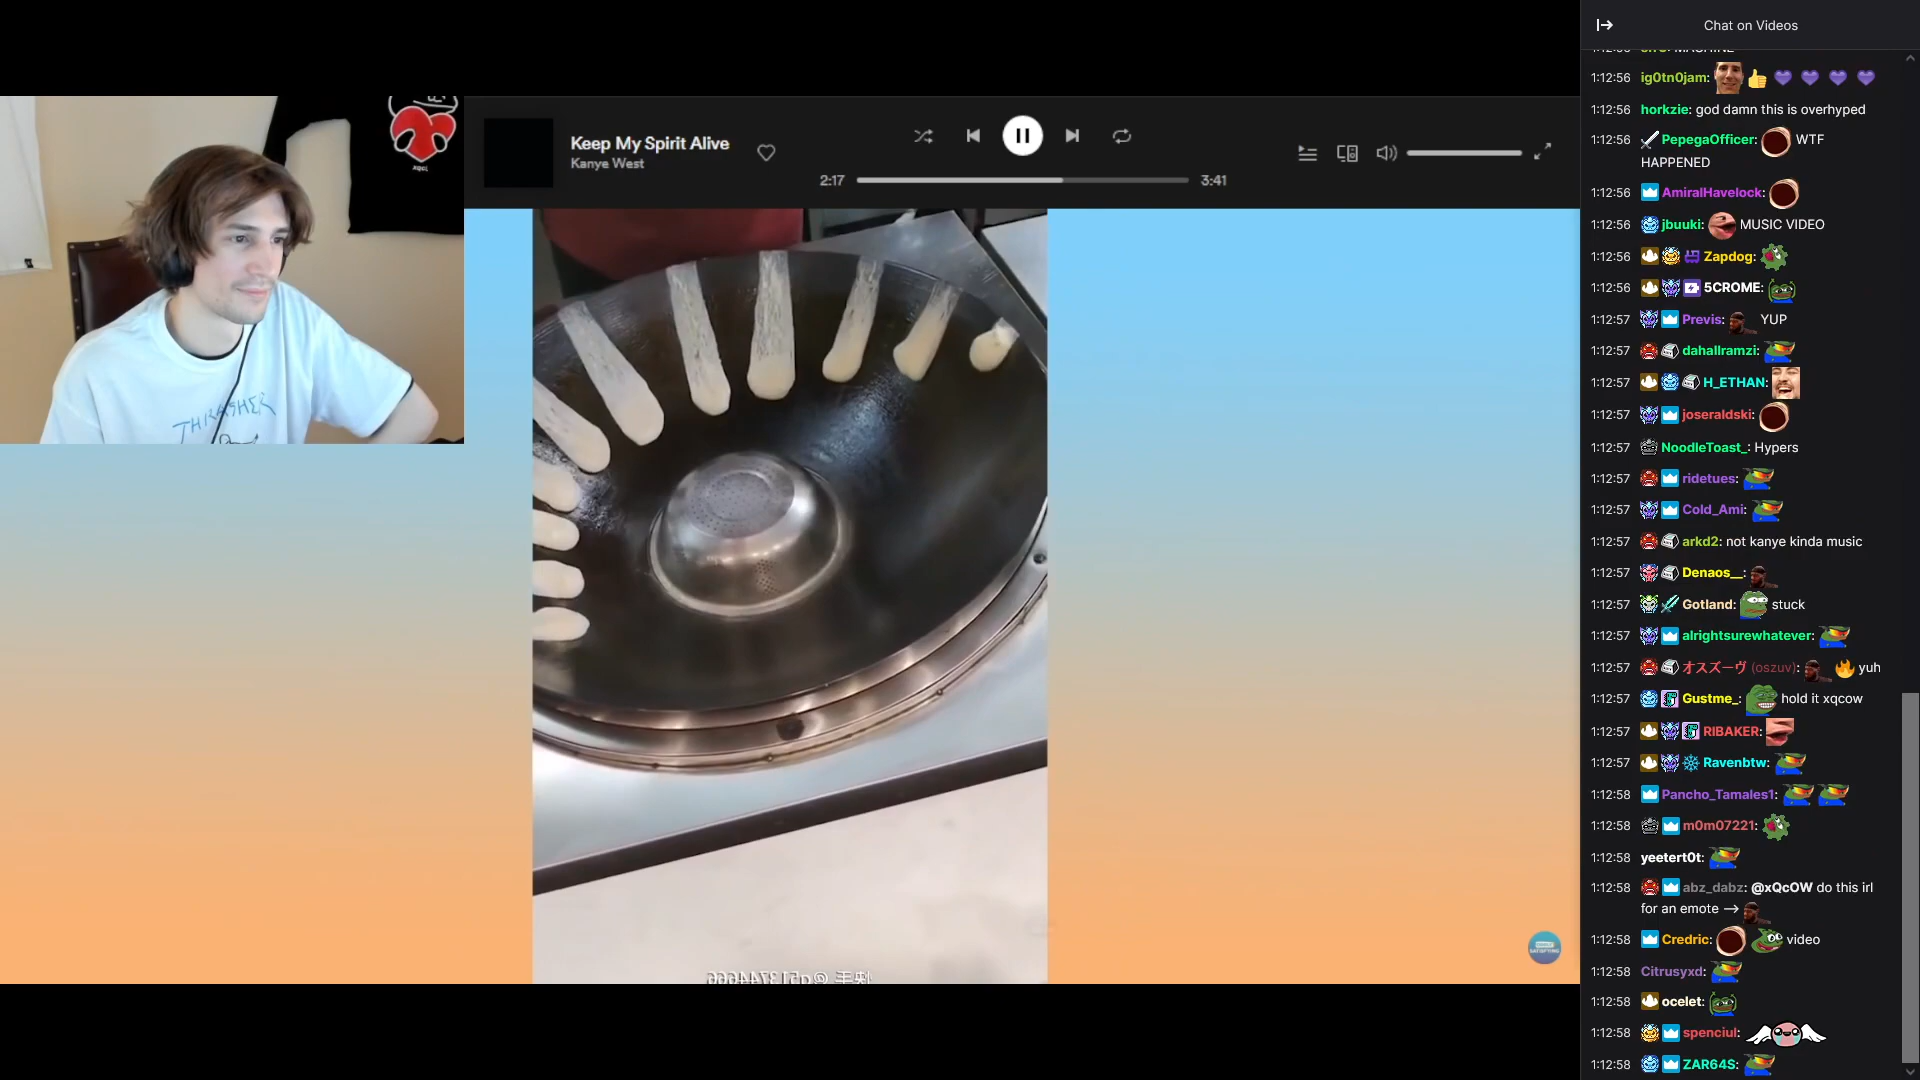 Keep My Spirit Alive
Kanye West
2:17
3:41
THRASHER
Chat on Videos
1:12:56 ig0tn0jam:
1:12:56 horkzie: god damn this is overhyped
1:12:56 PepegaOfficer: WTF
HAPPENED
1:12:56 AmiralHavelock:
1:12:56 jbuuki: MUSIC VIDEO
1:12:56 Zapdog:
1:12:56 5CROME:
1:12:57 Previs: YUP
1:12:57 dahallramzi:
1:12:57 H_ETHAN:
1:12:57 joseraldski:
1:12:57 NoodleToast_: Hypers
1:12:57 ridetues:
1:12:57 Cold_Ami:
1:12:57 arkd2: not kanye kinda music
1:12:57 Denaos__:
1:12:57 Gotland: stuck
1:12:57 alrightsurewhatever:
1:12:57 オスズーヴ (oszuv): yuh
1:12:57 Gustme_: hold it xqcow
1:12:57 RIBAKER:
1:12:57 Ravenbtw:
1:12:58 Pancho_Tamales1:
1:12:58 m0m07221:
1:12:58 yeetert0t:
1:12:58 abz_dabz: @xQcOW do this irl
for an emote →
1:12:58 Credric: video
1:12:58 Citrusyxd:
1:12:58 ocelet:
1:12:58 spenciul:
1:12:58 ZAR64S: